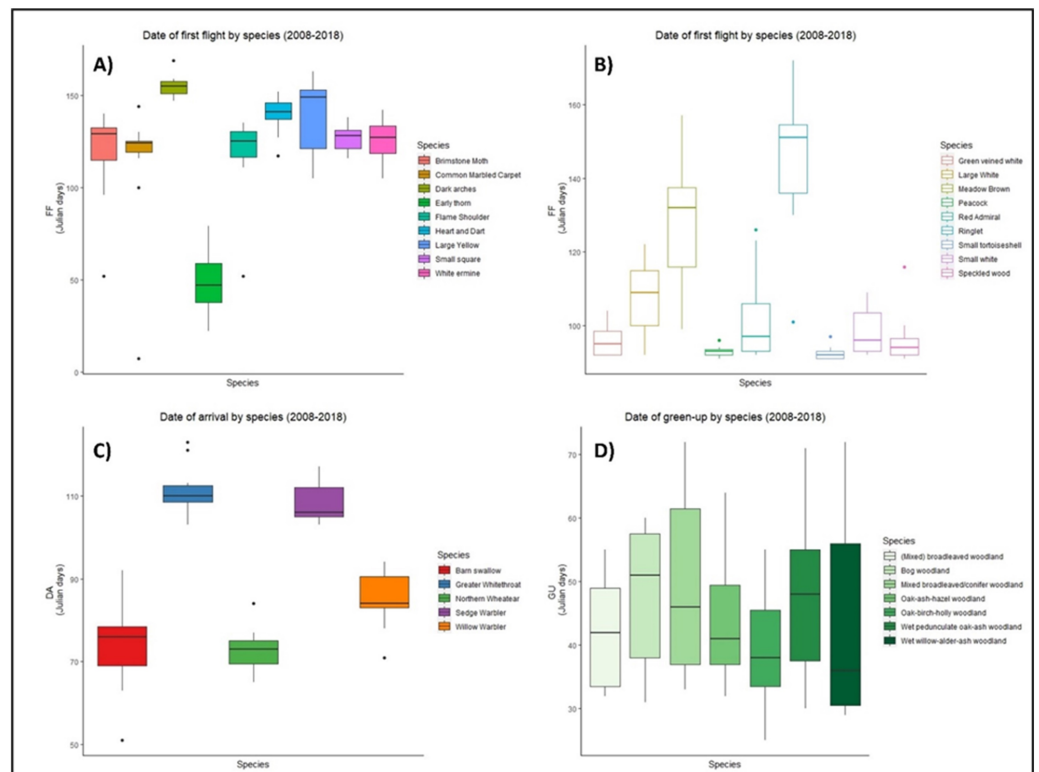 Date of first flight by species (2008-2018)
A)
150
100
50
0
FF
(Julian days)
Species
Species
Brimstone Moth
Common Marbled Carpet
Dark arches
Early thorn
Flame Shoulder
Heart and Dart
Large Yellow
Small square
White ermine
Date of first flight by species (2008-2018)
B)
160
140
120
100
FF
(Julian days)
Species
Species
Green veined white
Large White
Meadow Brown
Peacock
Red Admiral
Ringlet
Small tortoiseshell
Small white
Speckled wood
Date of arrival by species (2008-2018)
C)
110
90
70
50
DA
(Julian days)
Species
Species
Barn swallow
Greater Whitethroat
Northern Wheatear
Sedge Warbler
Willow Warbler
Date of green-up by species (2008-2018)
D)
70
60
50
40
30
GU
(Julian days)
Species
Species
(Mixed) broadleaved woodland
Bog woodland
Mixed broadleaved/conifer woodland
Oak-ash-hazel woodland
Oak-birch-holly woodland
Wet pedunculate oak-ash woodland
Wet willow-alder-ash woodland